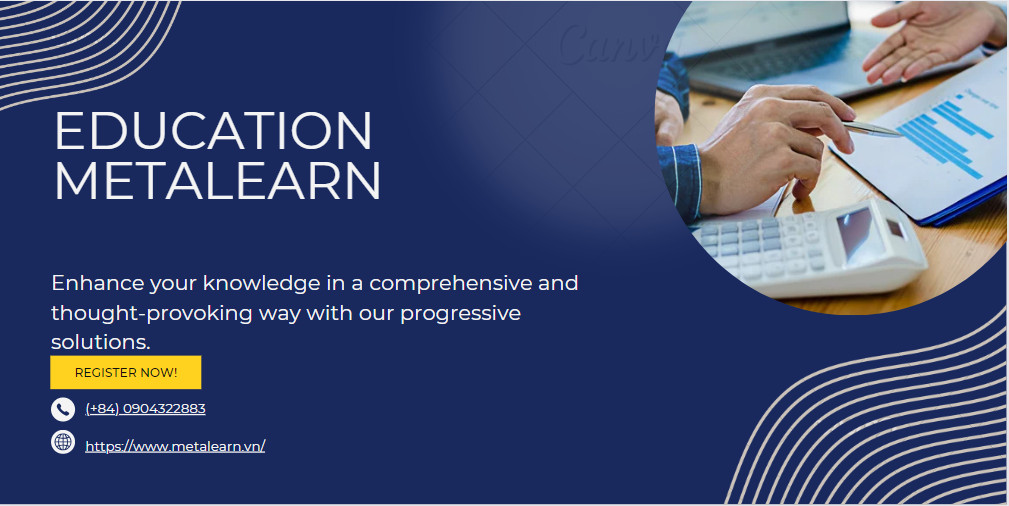 Canv
EDUCATION
METALEARN
Enhance your knowledge in a comprehensive and
thought-provoking way with our progressive
solutions.
REGISTER NOW!
(+84) 0904322883
https://www.metalearn.vn/